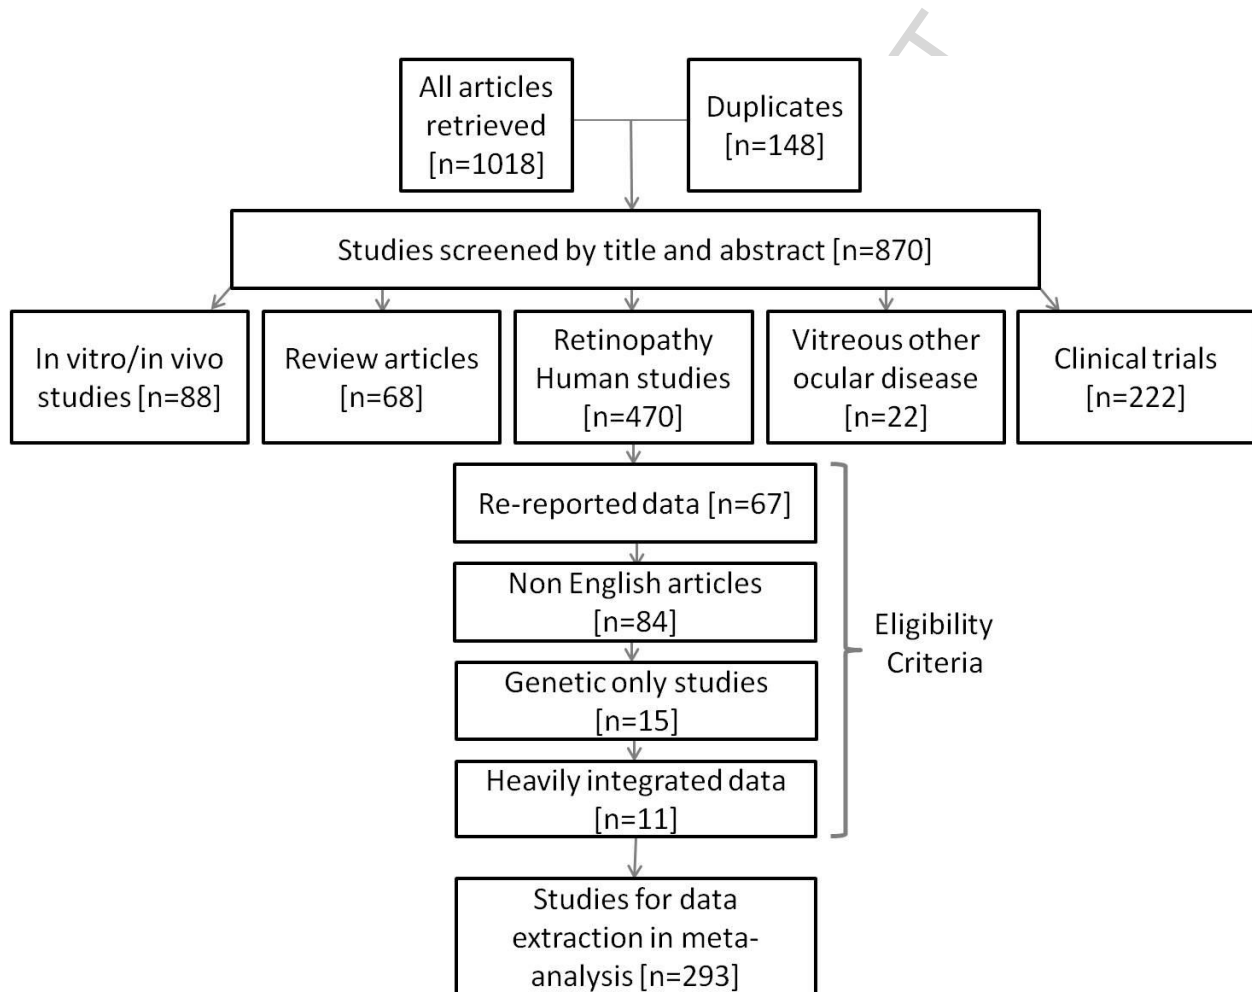 All articles
retrieved
[n=1018]
Duplicates
[n=148]
Studies screened by title and abstract [n=870]
In vitro/in vivo
studies [n=88]
Review articles
[n=68]
Retinopathy
Human studies
[n=470]
Vitreous other
ocular disease
[n=22]
Clinical trials
[n=222]
Re-reported data [n=67]
Non English articles
[n=84]
Genetic only studies
[n=15]
Heavily integrated data
[n=11]
Eligibility
Criteria
Studies for data
extraction in meta-
analysis [n=293]